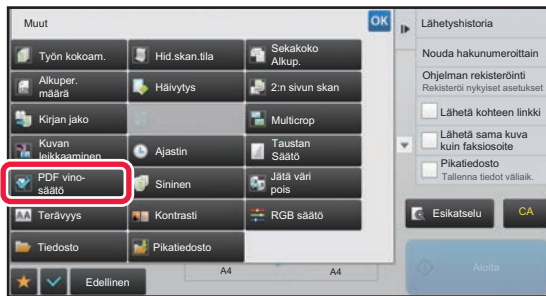 Muut
OK
Työn kokoam.
Hid.skan.tila
Sekakoko
Alkup.
Alkuper.
määrä
Häivytys
2:n sivun skan
Kirjan jako
Multicrop
Kuvan
leikkaaminen
Ajastin
Taustan
Säätö
PDF vino-
säätö
Sininen
Jätä väri
pois
Terävyys
Kontrasti
RGB säätö
Tiedosto
Pikatiedosto
Edellinen
A4
A4
Lähetyshistoria
Nouda hakunumeroittain
Ohjelman rekisteröinti
Rekisteröi nykyiset asetukset
Lähetä kohteen linkki
Lähetä sama kuva
kuin faksiosoite
Pikatiedosto
Tallenna tiedot väliaik.
Esikatselu
CA
Aloita